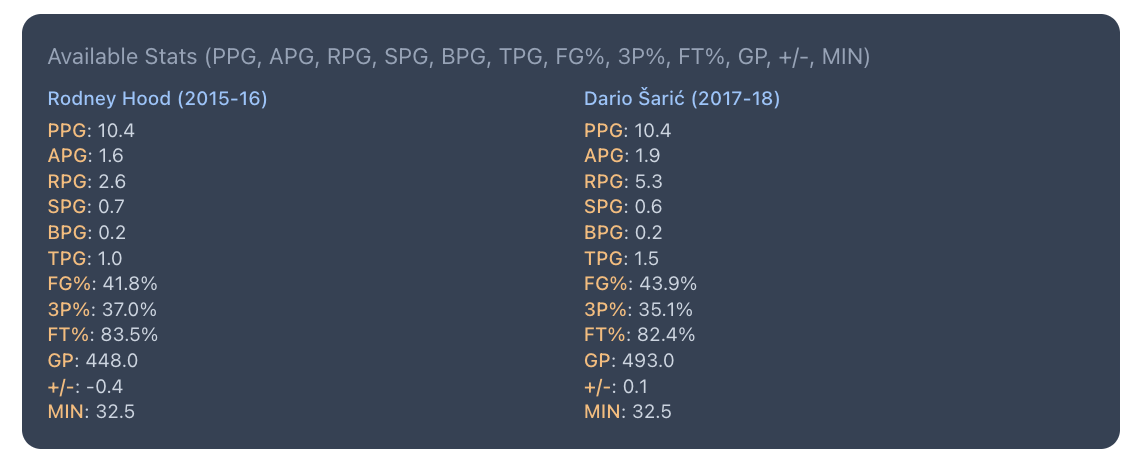 Available Stats (PPG, APG, RPG, SPG, BPG, TPG, FG%, 3P%, FT%, GP, +/-, MIN)
Rodney Hood (2015-16)
PPG: 10.4
APG: 1.6
RPG: 2.6
SPG: 0.7
BPG: 0.2
TPG: 1.0
FG%: 41.8%
3P%: 37.0%
FT%: 83.5%
GP: 448.0
+/-: -0.4
MIN: 32.5
Dario Šarić (2017-18)
PPG: 10.4
APG: 1.9
RPG: 5.3
SPG: 0.6
BPG: 0.2
TPG: 1.5
FG%: 43.9%
3P%: 35.1%
FT%: 82.4%
GP: 493.0
+/-: 0.1
MIN: 32.5